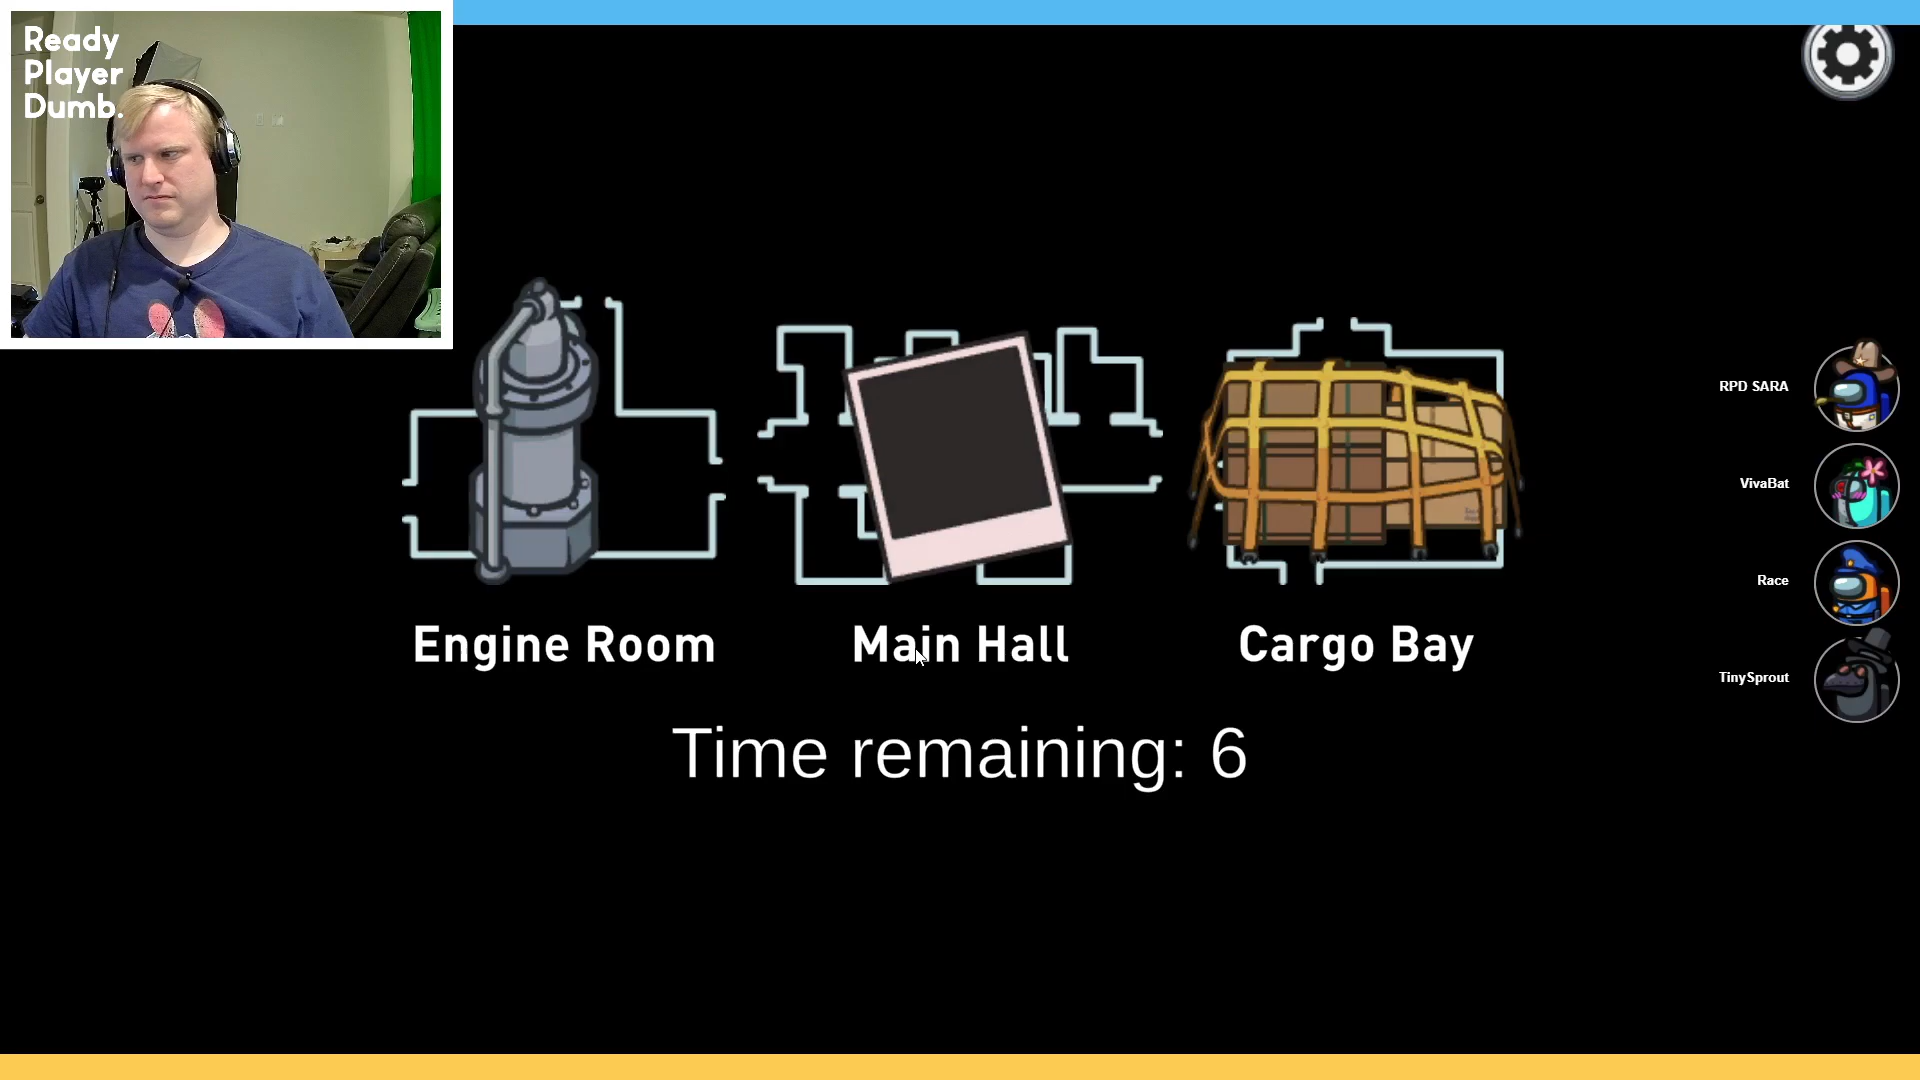 Ready
Player
Dumb.
RPD SARA
VivaBat
Race
TinySprout
Engine Room
Main Hall
Cargo Bay
Time remaining: 6